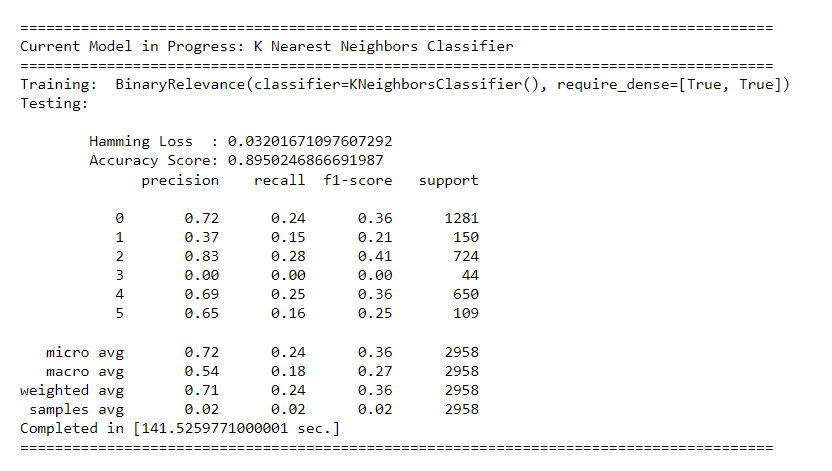 ================================================================================
Current Model in Progress: K Nearest Neighbors Classifier
================================================================================
Training:  BinaryRelevance(classifier=KNeighborsClassifier(), require_dense=[True, True])
Testing:
Hamming Loss  : 0.03201671097607292
Accuracy Score: 0.8950246866691987
precision    recall  f1-score   support
0       0.72      0.24      0.36      1281
1       0.37      0.15      0.21       150
2       0.83      0.28      0.41       724
3       0.00      0.00      0.00        44
4       0.69      0.25      0.36       650
5       0.65      0.16      0.25       109
micro avg       0.72      0.24      0.36      2958
macro avg       0.54      0.18      0.27      2958
weighted avg       0.71      0.24      0.36      2958
samples avg       0.02      0.02      0.02      2958
Completed in [141.5259771000001 sec.]
================================================================================